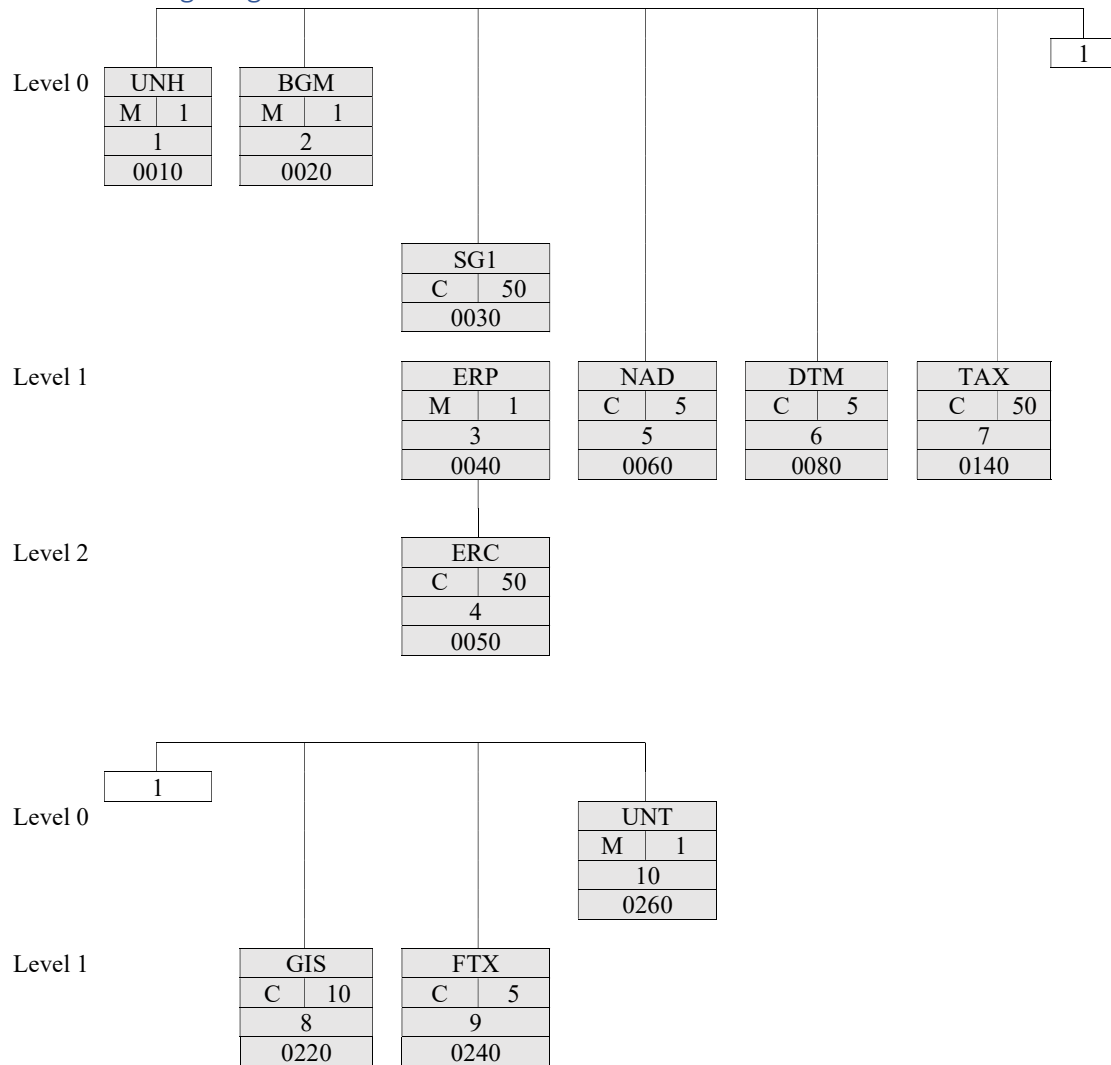 1
Level 0 UNH BGM
M 1 M 1
1 2
0010 0020
SG1
C 50
0030
Level 1 ERP NAD DTM TAX
M 1 C 5 C 5 C 50
3 5 6 7
0040 0060 0080 0140
Level 2 ERC
C 50
4
0050
1
Level 0 UNT
M 1
10
0260
Level 1 GIS FTX
C 10 C 5
8 9
0220 0240